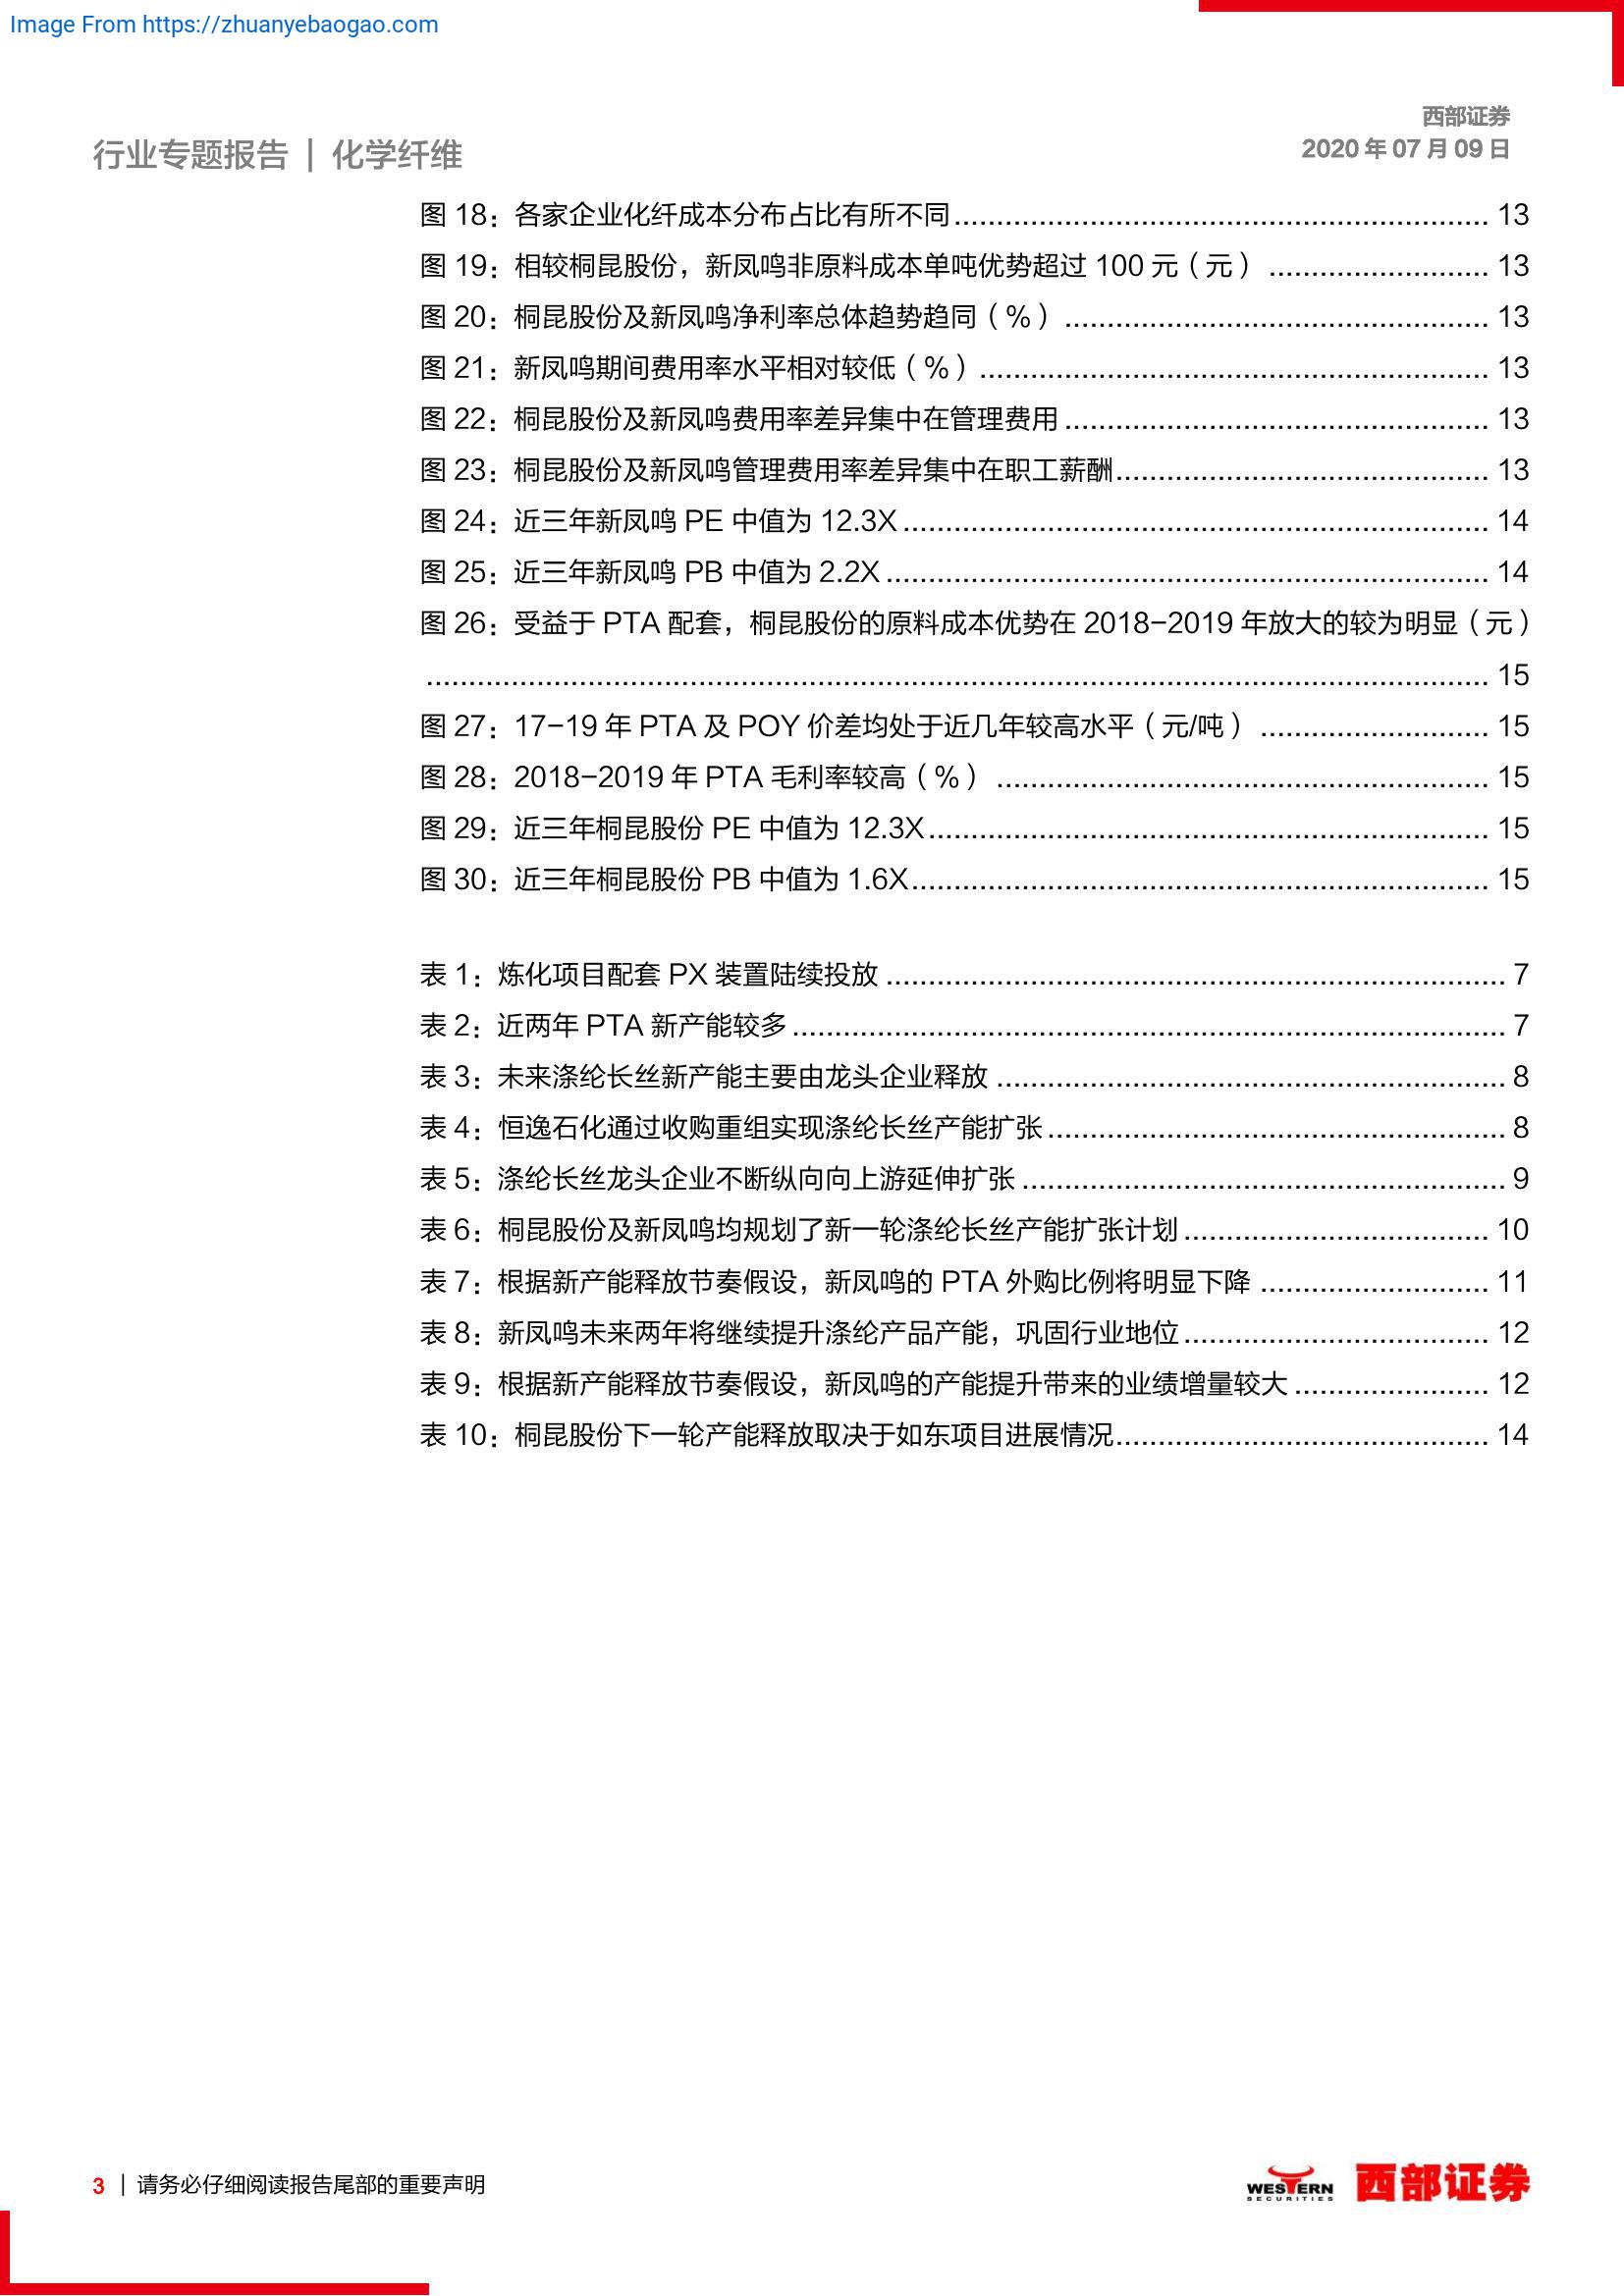 Image From https://zhuanyebaogao.com
西部证券
行业专题报告 | 化学纤维
2020 年 07 月 09 日
图 18：各家企业化纤成本分布占比有所不同................................................................ 13
图 19：相较桐昆股份，新凤鸣非原料成本单吨优势超过 100 元（元）.......................... 13
图 20：桐昆股份及新凤鸣净利率总体趋势趋同（%）.................................................. 13
图 21：新凤鸣期间费用率水平相对较低（%）............................................................ 13
图 22：桐昆股份及新凤鸣费用率差异集中在管理费用.................................................. 13
图 23：桐昆股份及新凤鸣管理费用率差异集中在职工薪酬............................................ 13
图 24：近三年新凤鸣 PE 中值为 12.3X...................................................................... 14
图 25：近三年新凤鸣 PB 中值为 2.2X........................................................................ 14
图 26：受益于 PTA 配套，桐昆股份的原料成本优势在 2018-2019 年放大的较为明显（元）
.............................................................................................................................. 15
图 27：17-19 年 PTA 及 POY 价差均处于近几年较高水平（元/吨）........................... 15
图 28：2018-2019 年 PTA 毛利率较高（%）.......................................................... 15
图 29：近三年桐昆股份 PE 中值为 12.3X.................................................................. 15
图 30：近三年桐昆股份 PB 中值为 1.6X.................................................................... 15
表 1：炼化项目配套 PX 装置陆续投放......................................................................... 7
表 2：近两年 PTA 新产能较多.................................................................................... 7
表 3：未来涤纶长丝新产能主要由龙头企业释放............................................................ 8
表 4：恒逸石化通过收购重组实现涤纶长丝产能扩张...................................................... 8
表 5：涤纶长丝龙头企业不断纵向向上游延伸扩张......................................................... 9
表 6：桐昆股份及新凤鸣均规划了新一轮涤纶长丝产能扩张计划.................................... 10
表 7：根据新产能释放节奏假设，新凤鸣的 PTA 外购比例将明显下降........................... 11
表 8：新凤鸣未来两年将继续提升涤纶产品产能，巩固行业地位.................................... 12
表 9：根据新产能释放节奏假设，新凤鸣的产能提升带来的业绩增量较大....................... 12
表 10：桐昆股份下一轮产能释放取决于如东项目进展情况............................................ 14
3 | 请务必仔细阅读报告尾部的重要声明
WESTERN
SECURITIES
西部证券